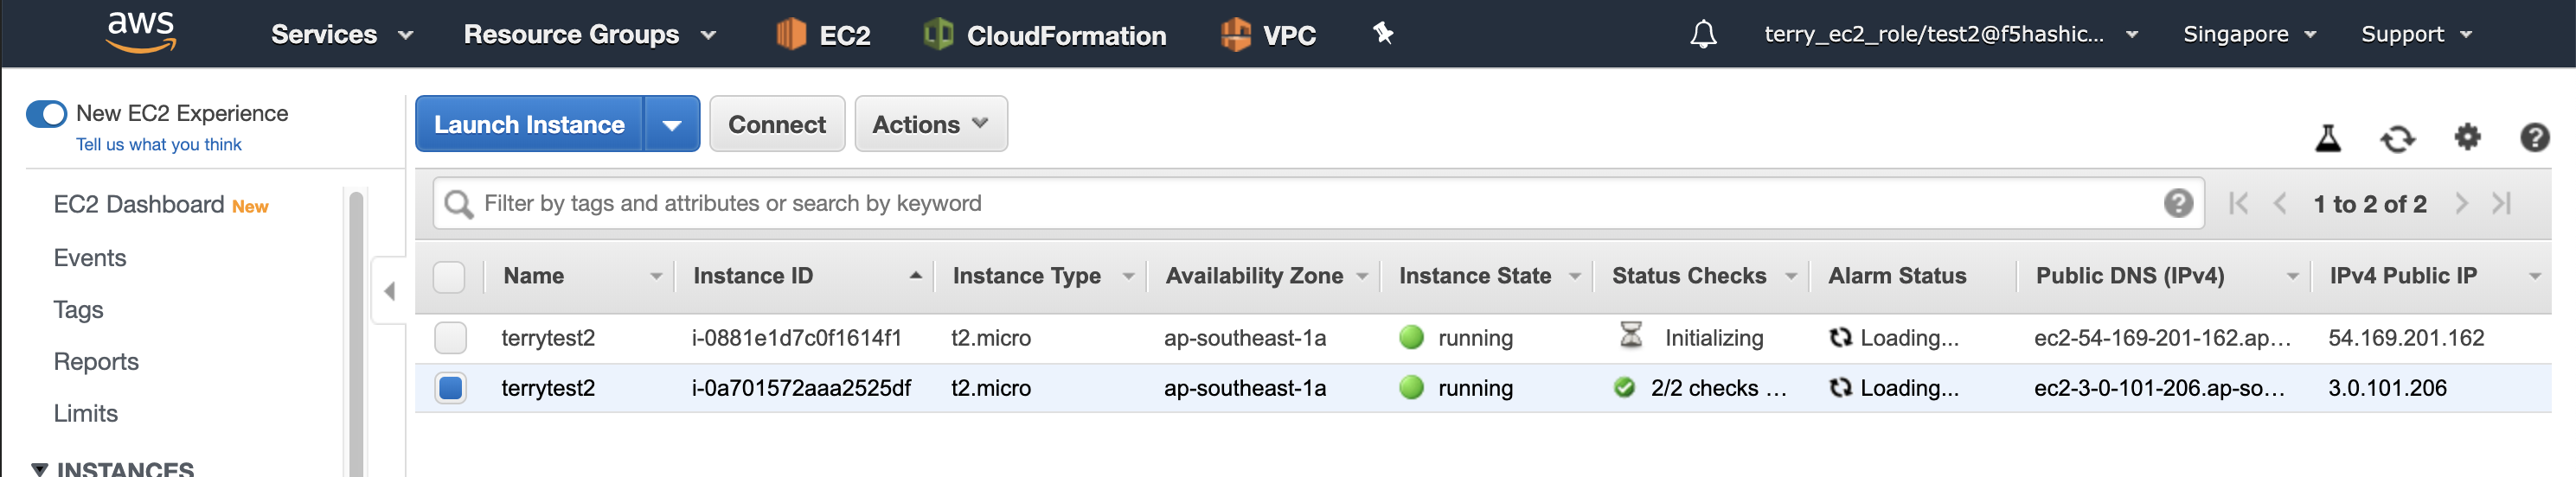 aws Services Resource Groups EC2 CloudFormation VPC terry_ec2_role/test2@f5hashic... Singapore Support
New EC2 Experience
Tell us what you think
Launch Instance Connect Actions
EC2 Dashboard New
Events
Tags
Reports
Limits
INSTANCES
Filter by tags and attributes or search by keyword 1 to 2 of 2
Name Instance ID Instance Type Availability Zone Instance State Status Checks Alarm Status Public DNS (IPv4) IPv4 Public IP
terrytest2 i-0881e1d7c0f1614f1 t2.micro ap-southeast-1a running Initializing Loading... ec2-54-169-201-162.ap... 54.169.201.162
terrytest2 i-0a701572aaa2525df t2.micro ap-southeast-1a running 2/2 checks ... Loading... ec2-3-0-101-206.ap-so... 3.0.101.206